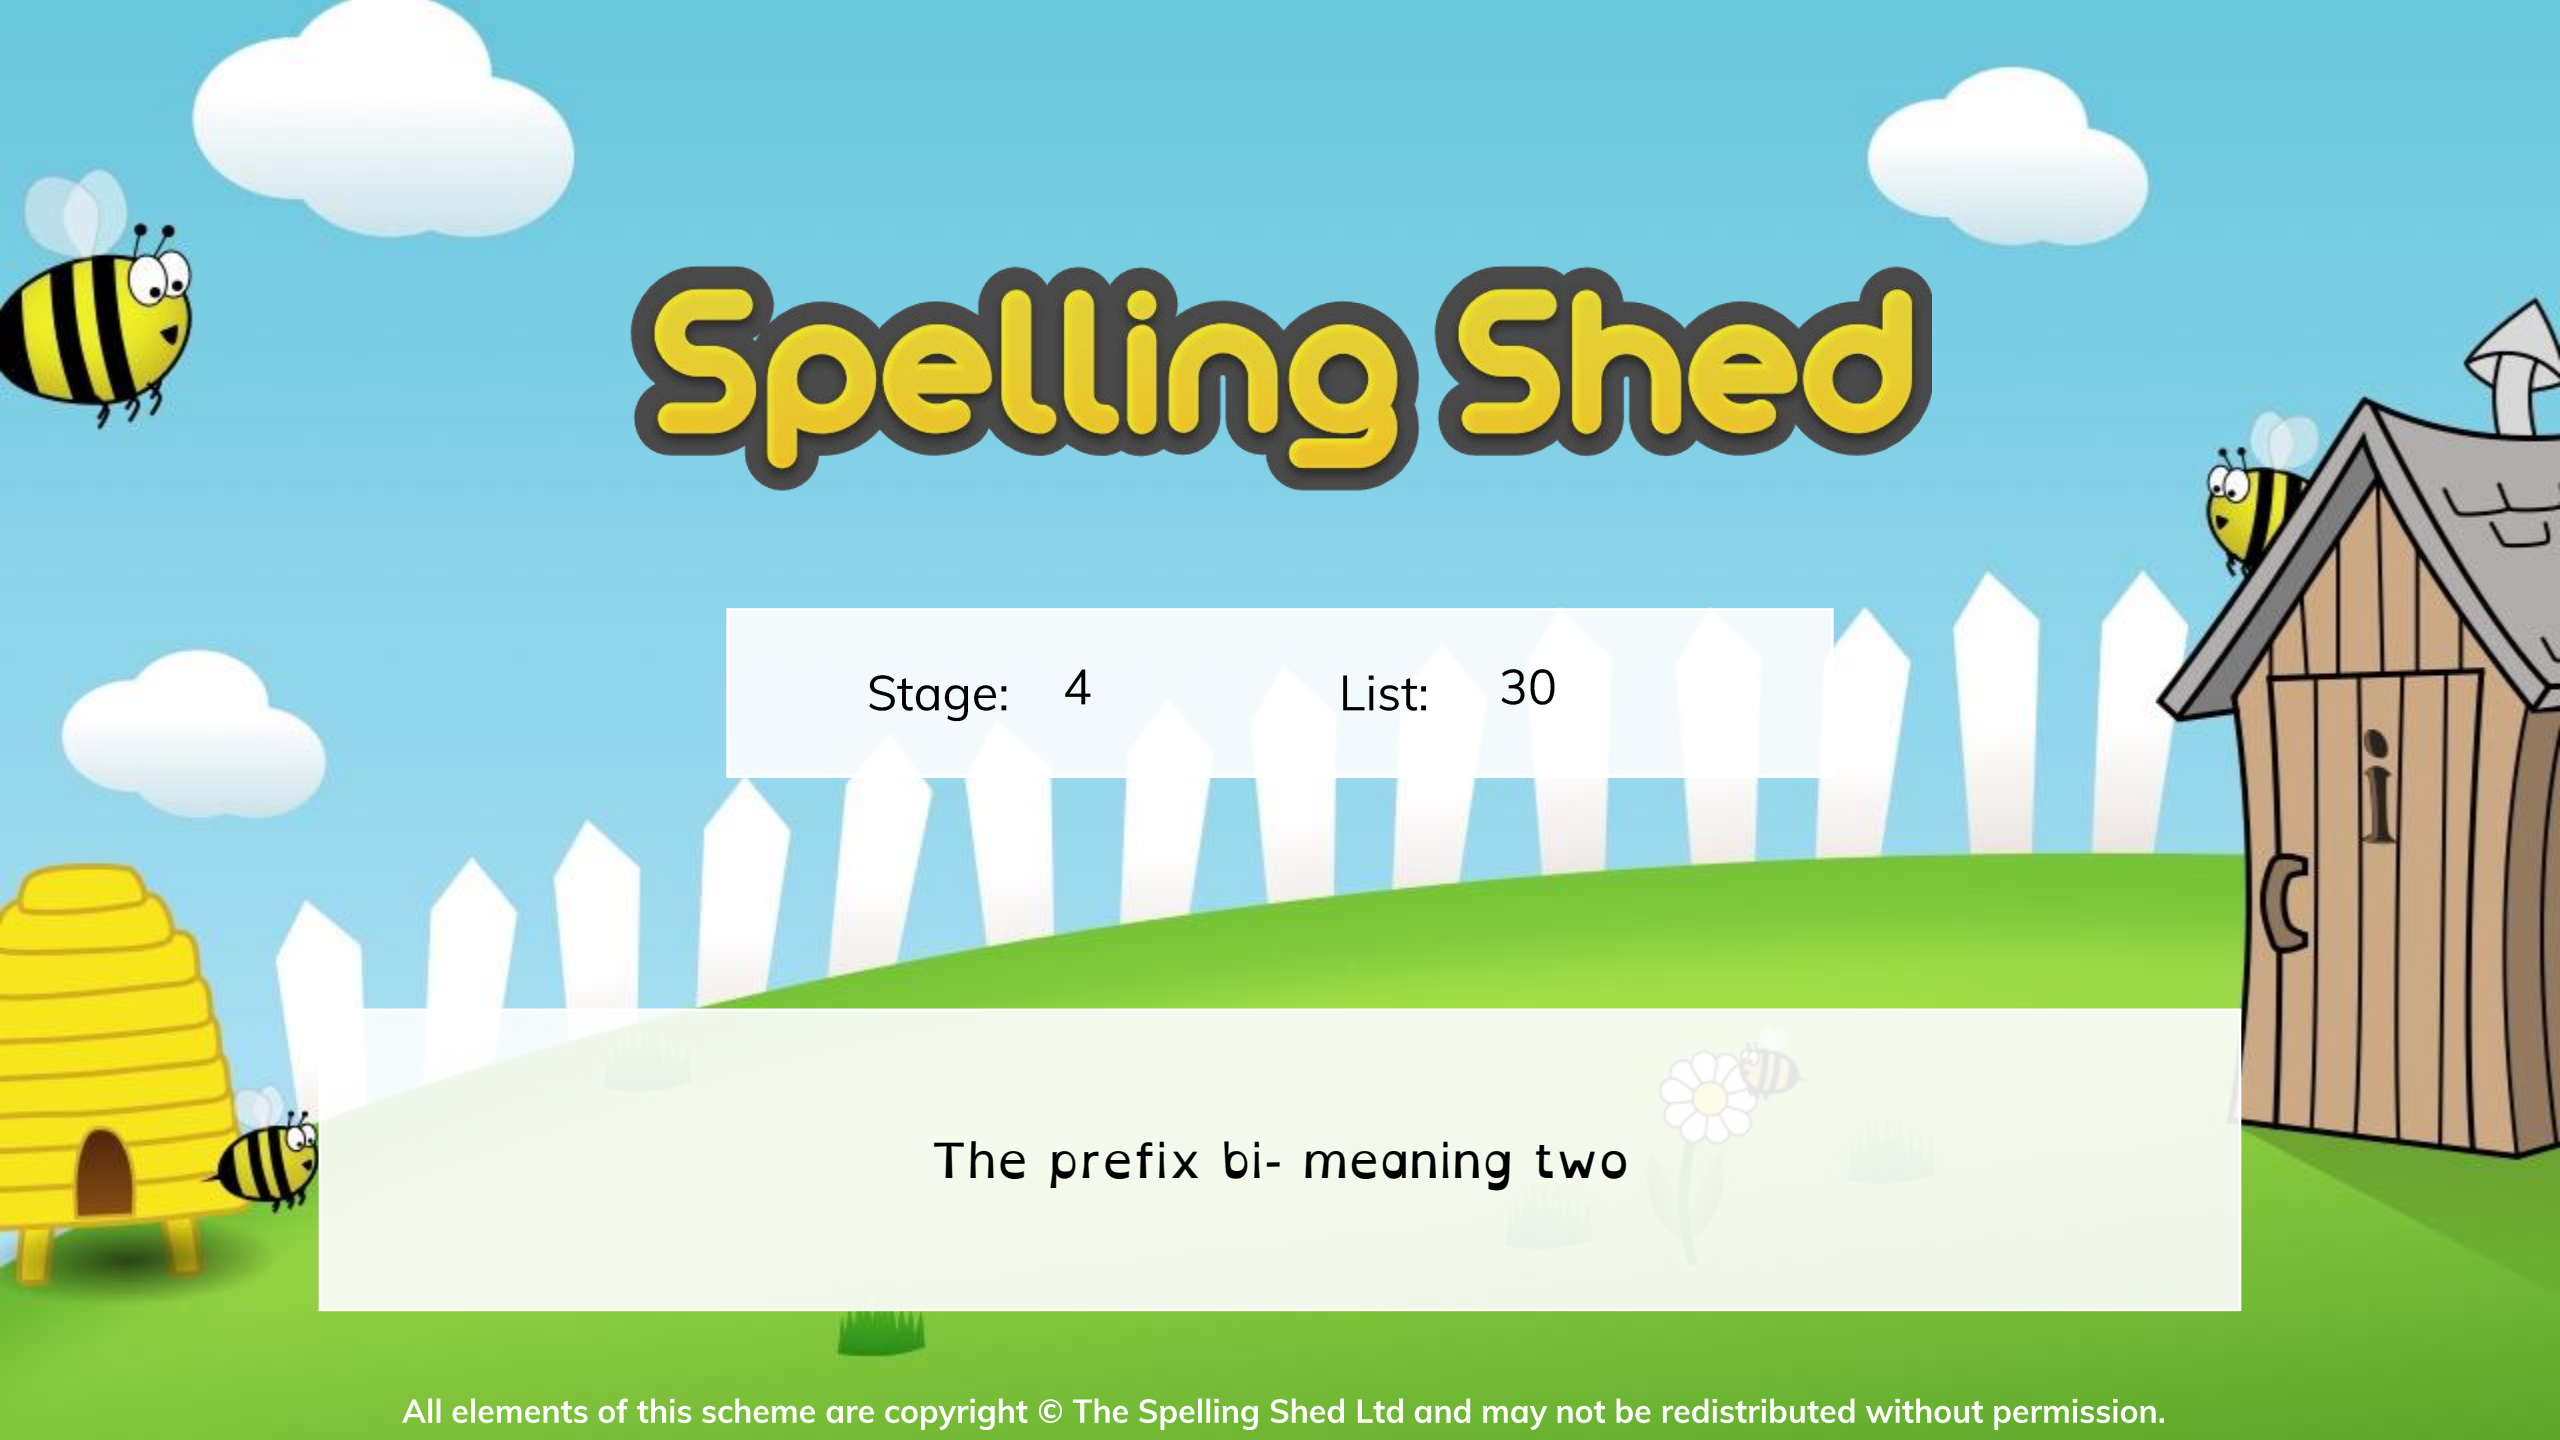 Spelling Shed
Stage: 4 List: 30
i
The prefix bi- meaning two
All elements of this scheme are copyright © The Spelling Shed Ltd and may not be redistributed without permission.